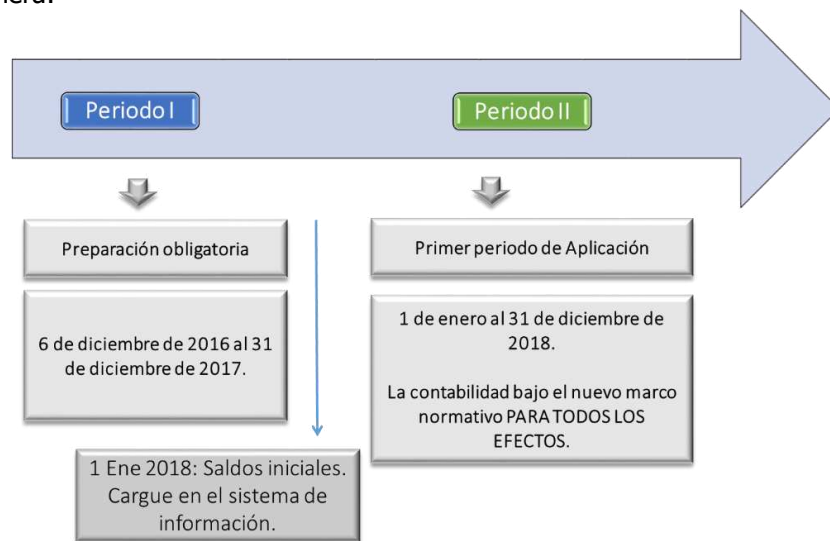 Periodo I
Periodo II
Preparación obligatoria
6 de diciembre de 2016 al 31
de diciembre de 2017.
1 Ene 2018: Saldos iniciales.
Cargue en el sistema de
información.
Primer periodo de Aplicación
1 de enero al 31 de diciembre de
2018.
La contabilidad bajo el nuevo marco
normativo PARA TODOS LOS
EFECTOS.